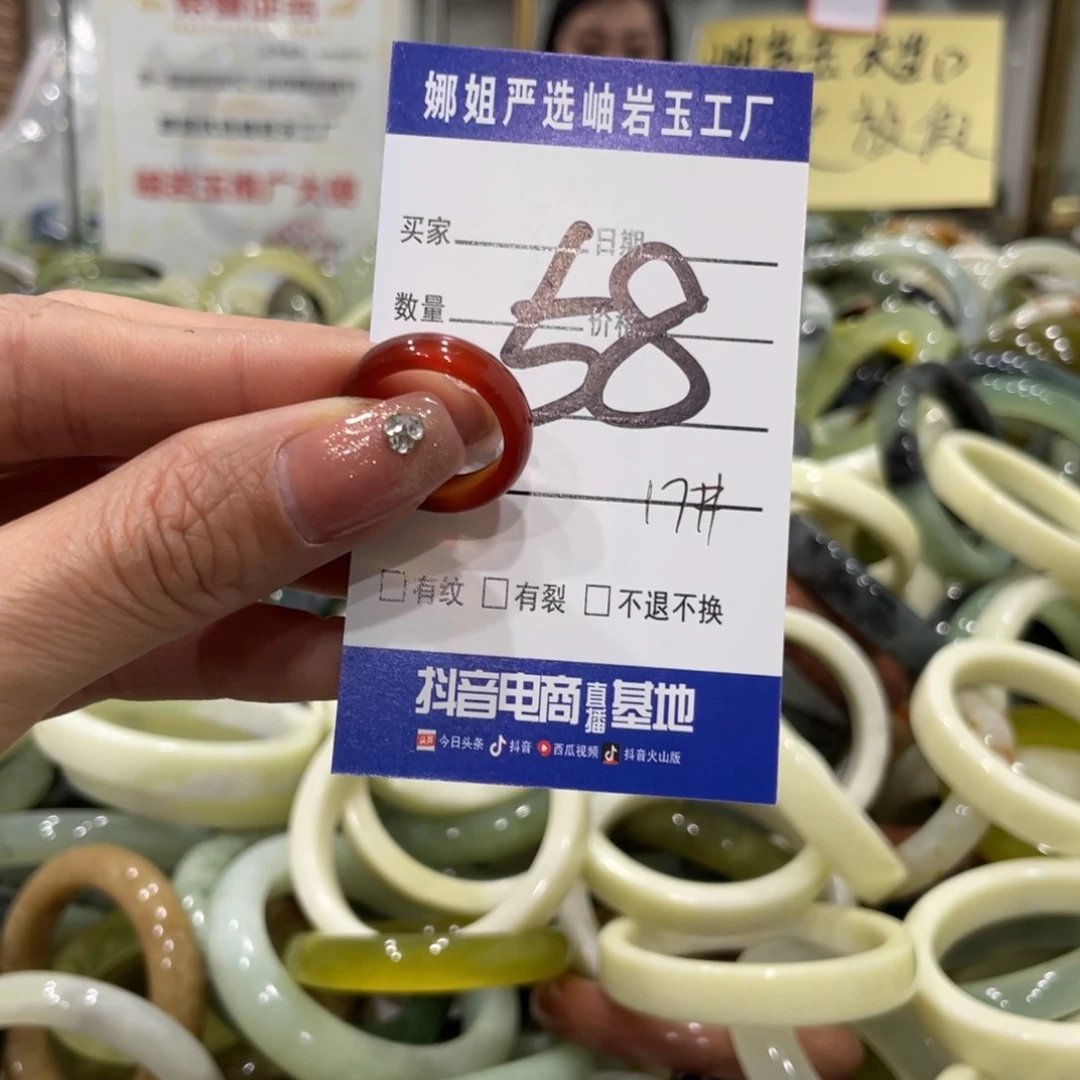 娜姐严选岫岩玉工厂
买家 日期
数量 价格
58
17#
有纹 有裂 不退不换
抖音电商直播基地
今日头条 抖音 西瓜视频 抖音火山版
放假